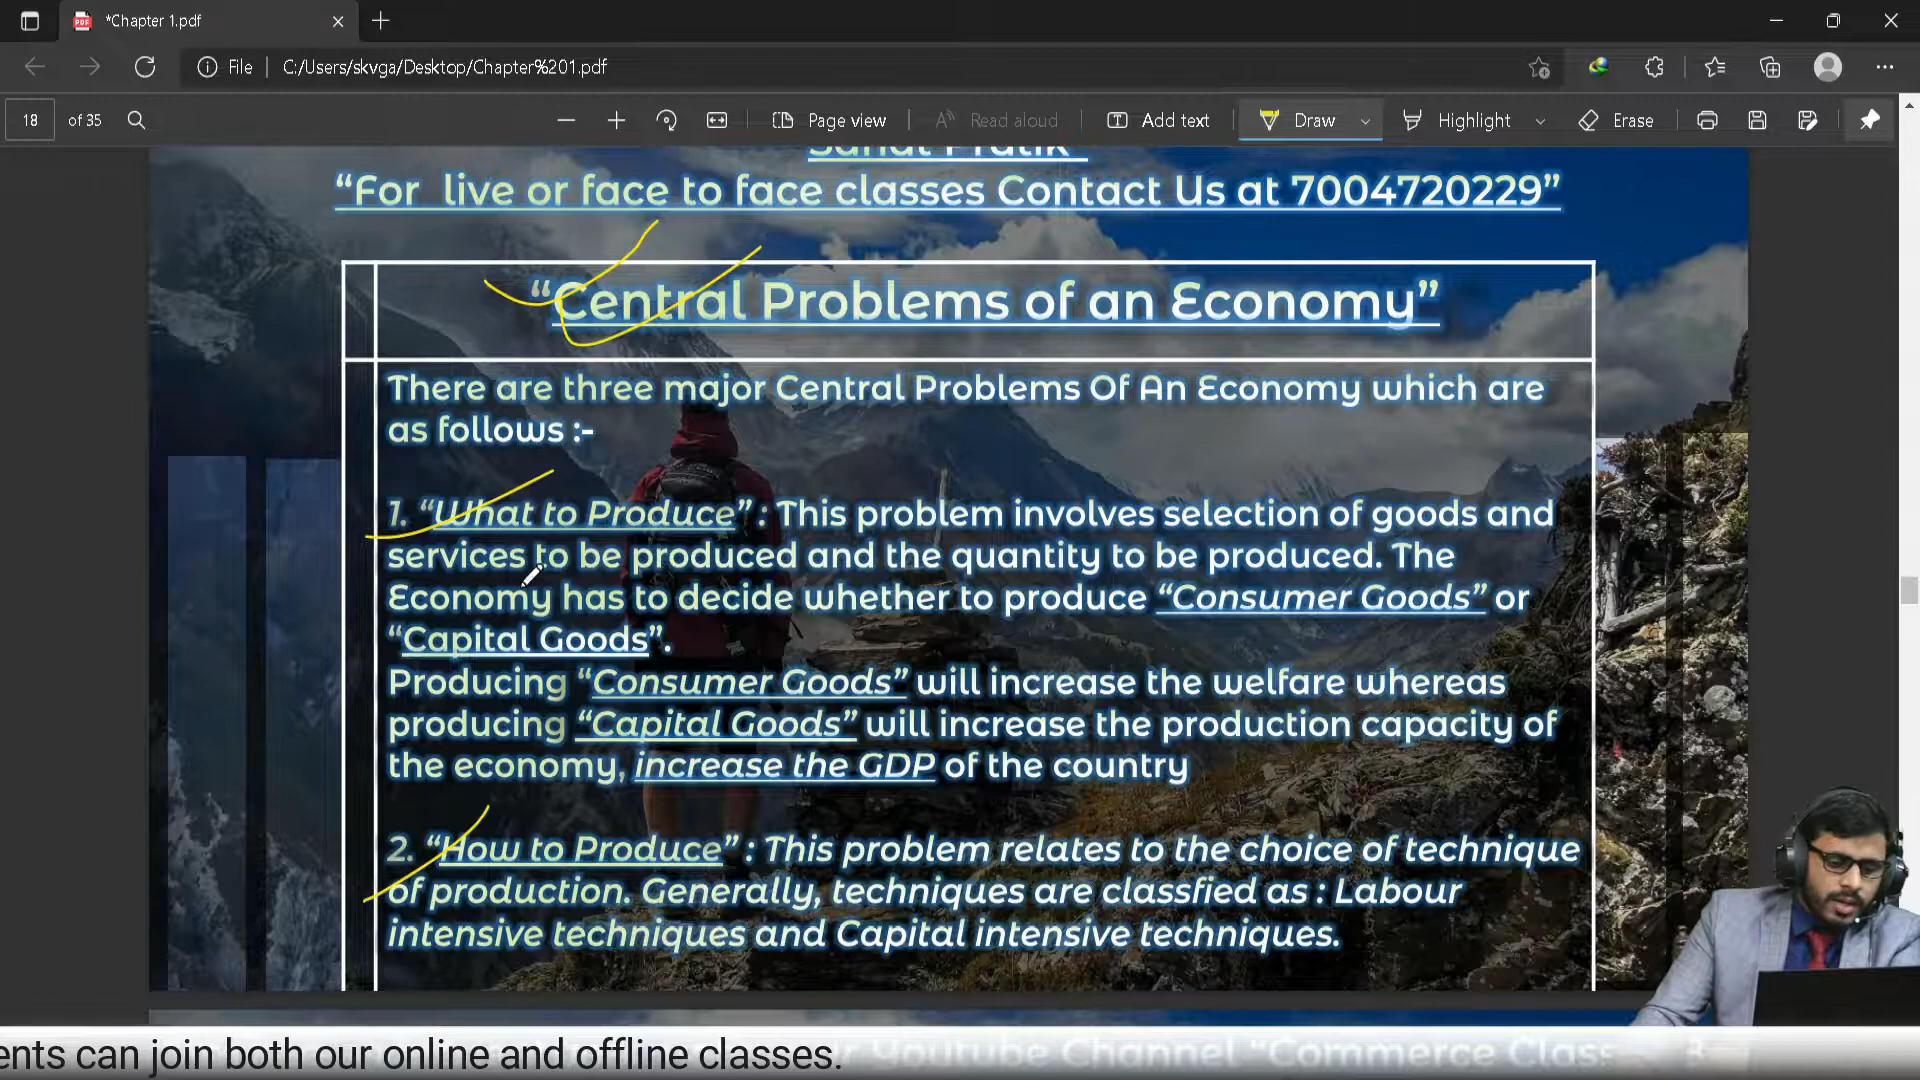 *Chapter 1.pdf
File C:/Users/skvga/Desktop/Chapter%201.pdf
18 of 35 Page view Read aloud Add text Draw Highlight Erase
“For live or face to face classes Contact Us at 7004720229”
“Central Problems of an Economy”
There are three major Central Problems Of An Economy which are
as follows :-
1. “What to Produce” : This problem involves selection of goods and
services to be produced and the quantity to be produced. The
Economy has to decide whether to produce “Consumer Goods” or
“Capital Goods”.
Producing “Consumer Goods” will increase the welfare whereas
producing “Capital Goods” will increase the production capacity of
the economy, increase the GDP of the country
2. “How to Produce” : This problem relates to the choice of technique
of production. Generally, techniques are classfied as : Labour
intensive techniques and Capital intensive techniques.
ents can join both our online and offline classes.
Youtube Channel “Commerce Class